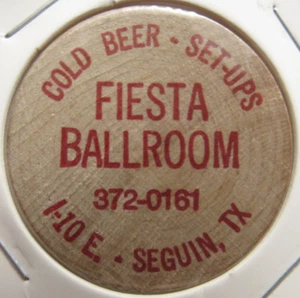 COLD BEER - SET-UPS
FIESTA
BALLROOM
372-0161
I-10 E. - SEGUIN, TX